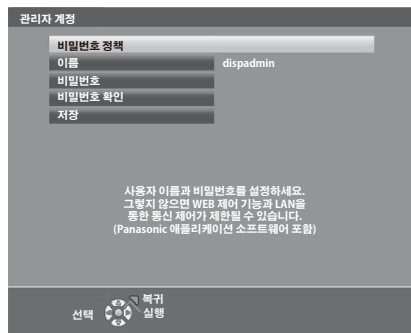 관리자 계정
비밀번호 정책
이름 dispadmin
비밀번호
비밀번호 확인
저장
사용자 이름과 비밀번호를 설정하세요.
그렇지 않으면 WEB 제어 기능과 LAN을
통한 통신 제어가 제한될 수 있습니다.
(Panasonic 애플리케이션 소프트웨어 포함)
복귀
선택 실행